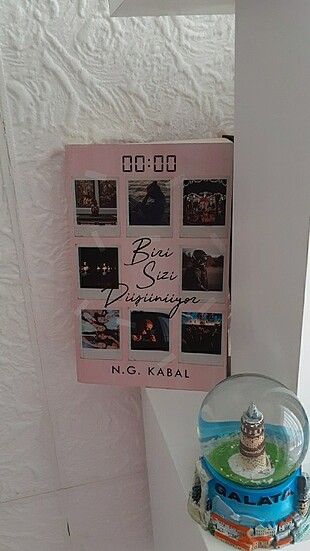 00:00
Biri
Sizi
Düşünüyor
N.G. KABAL
GALATA